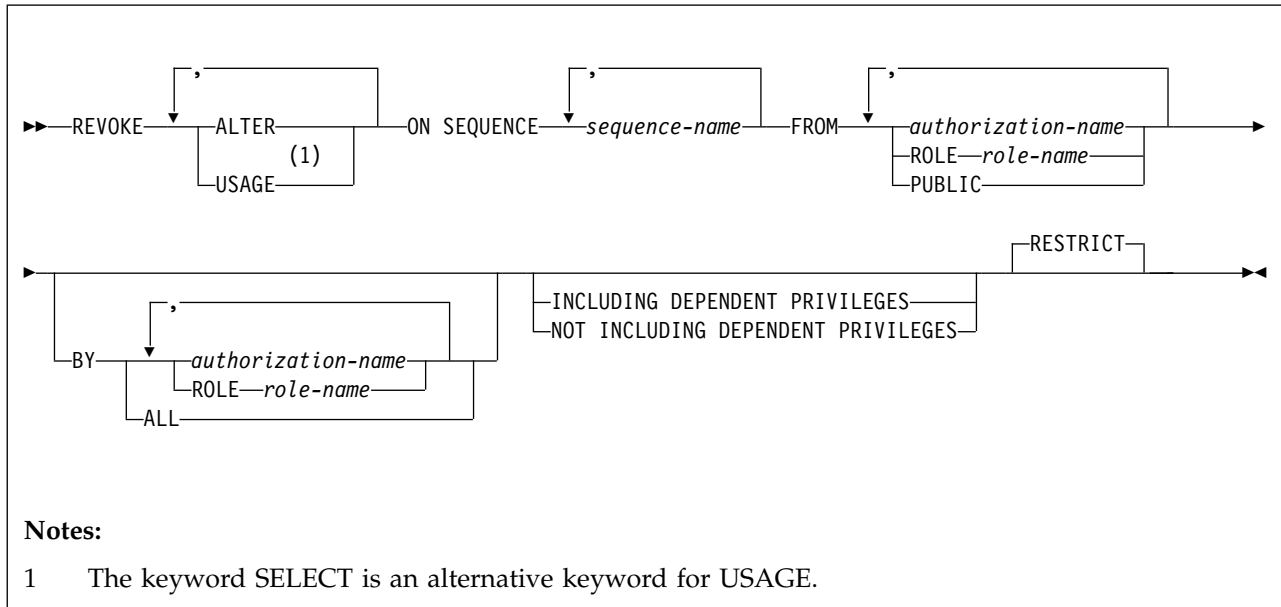 , , ,
REVOKE ALTER ON SEQUENCE sequence-name FROM authorization-name
(1) ROLE role-name
USAGE PUBLIC
RESTRICT
, INCLUDING DEPENDENT PRIVILEGES
NOT INCLUDING DEPENDENT PRIVILEGES
BY authorization-name
ROLE role-name
ALL
Notes:
1 The keyword SELECT is an alternative keyword for USAGE.